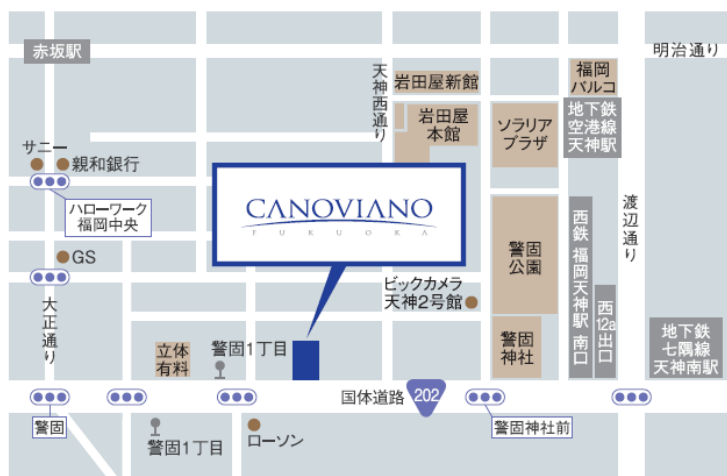 明治通り
赤坂駅
天神西通り
岩田屋新館
福岡
パルコ
岩田屋
本館
ソラリア
プラザ
地下鉄
空港線
天神駅
サニー
親和銀行
ハローワーク
福岡中央
CANOVIANO
FUKUOKA
渡辺通り
西鉄 福岡天神駅 南口
警固
公園
GS
ビックカメラ
天神2号館
西12a出口
大正通り
立体
有料
警固1丁目
警固
神社
地下鉄
七隈線
天神南駅
国体道路
202
警固
警固1丁目
ローソン
警固神社前